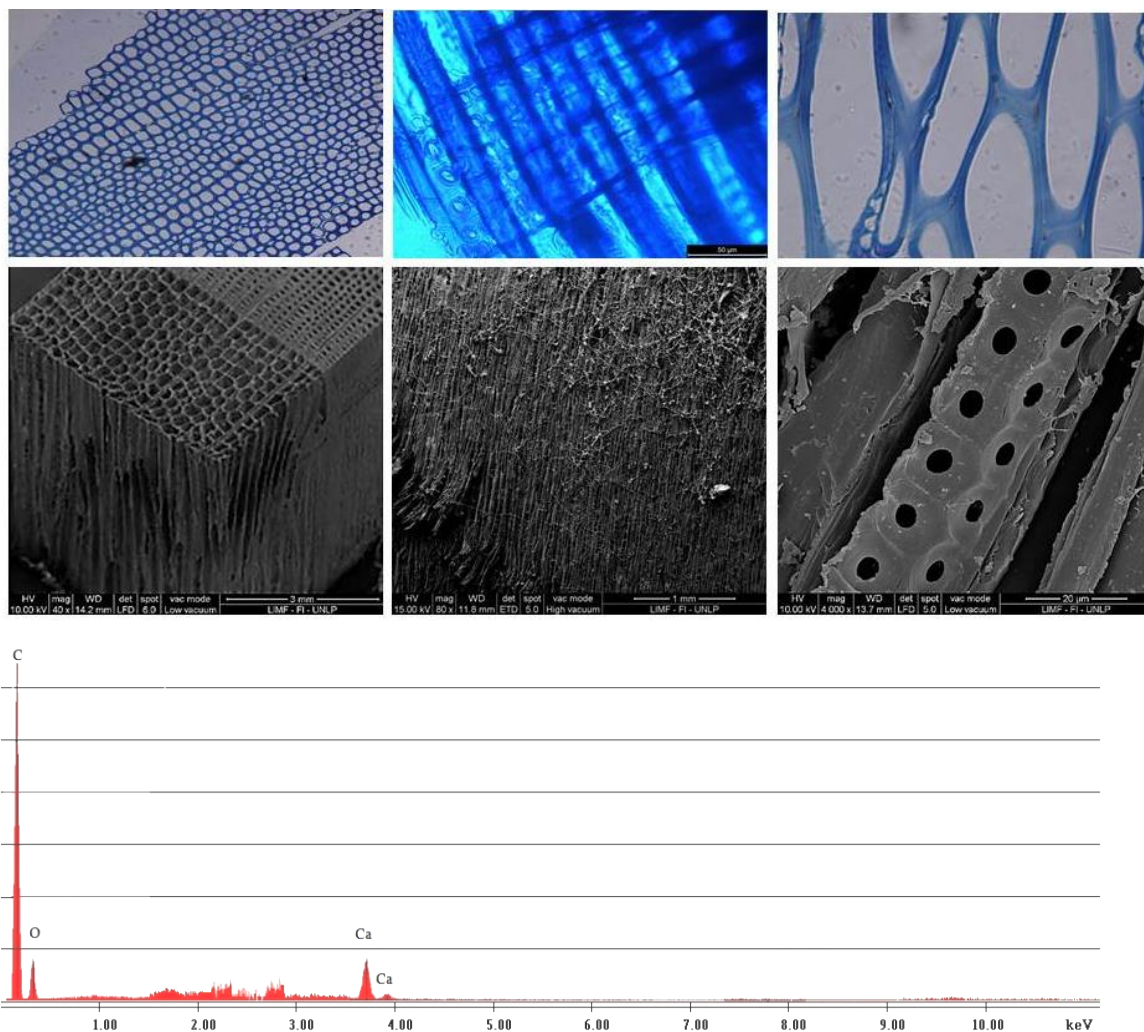 50 µm
HV mag WD det spot vac mode 3 mm
10.00 kV 40 x 14.2 mm LFD 6.0 Low vacuum LIMF - FI - UNLP
HV mag WD det spot vac mode 1 mm
15.00 kV 80 x 11.8 mm ETD 5.0 High vacuum LIMF - FI - UNLP
HV mag WD det spot vac mode 20 µm
10.00 kV 4 000 x 13.7 mm LFD 5.0 Low vacuum LIMF - FI - UNLP
C
O
Ca
Ca
1.00 2.00 3.00 4.00 5.00 6.00 7.00 8.00 9.00 10.00 keV